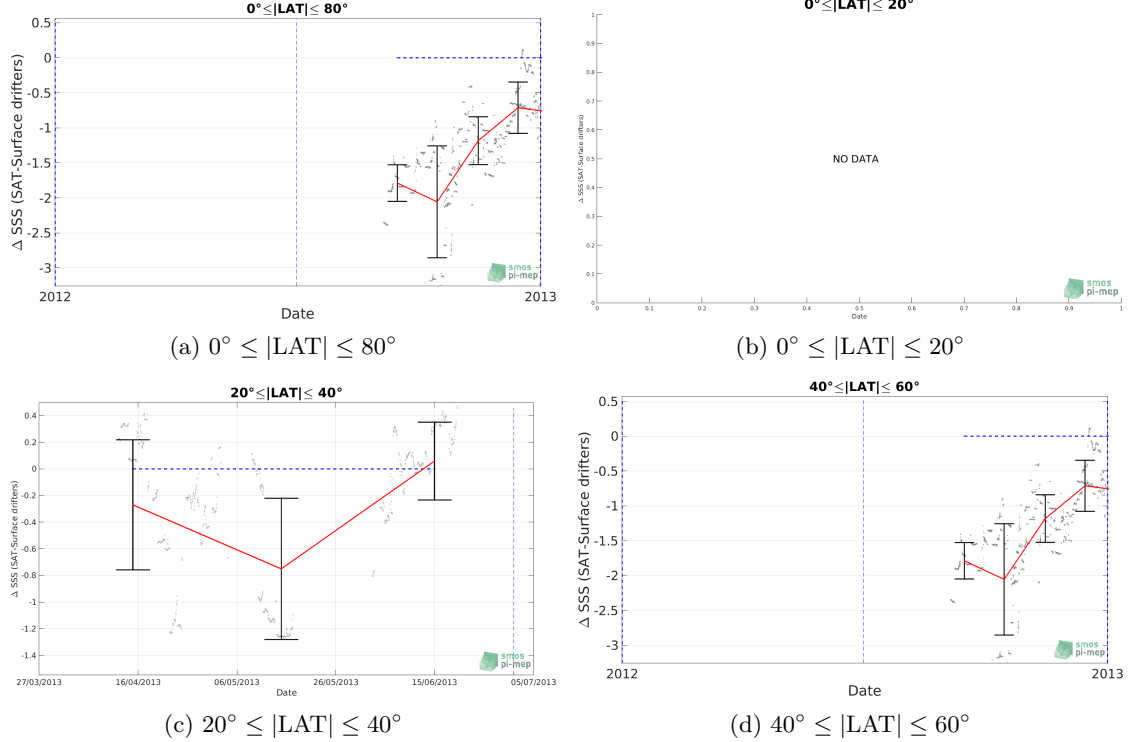 0°≤|LAT|≤ 80°
0.5
0
-0.5
-1
-1.5
-2
-2.5
-3
Δ SSS (SAT-Surface drifters)
2012
2013
Date
smos
pi-mep
(a) 0° ≤ |LAT| ≤ 80°
0°≤|LAT|≤ 20°
1
0.9
0.8
0.7
0.6
0.5
0.4
0.3
0.2
0.1
0
Δ SSS (SAT-Surface drifters)
NO DATA
0
0.1
0.2
0.3
0.4
0.5
0.6
0.7
0.8
0.9
1
Date
smos
pi-mep
(b) 0° ≤ |LAT| ≤ 20°
20°≤|LAT|≤ 40°
0.4
0.2
0
-0.2
-0.4
-0.6
-0.8
-1
-1.2
-1.4
Δ SSS (SAT-Surface drifters)
27/03/2013
16/04/2013
06/05/2013
26/05/2013
15/06/2013
05/07/2013
Date
smos
pi-mep
(c) 20° ≤ |LAT| ≤ 40°
40°≤|LAT|≤ 60°
0.5
0
-0.5
-1
-1.5
-2
-2.5
-3
Δ SSS (SAT-Surface drifters)
2012
2013
Date
smos
pi-mep
(d) 40° ≤ |LAT| ≤ 60°